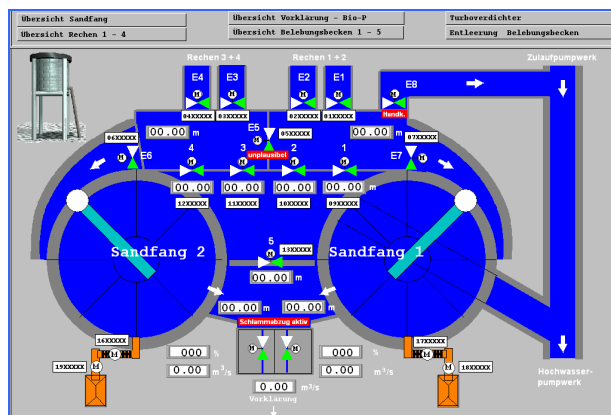 Übersicht Sandfang
Übersicht Vorklärung - Bio-P
Turboverdichter
Übersicht Rechen 1 - 4
Übersicht Belebungsbecken 1 - 5
Entleerung Belebungsbecken
Rechen 3 + 4
Rechen 1 + 2
Zulaufpumpwerk
E4
E3
E2
E1
E8
M
M
M
M
M
04XXXXX
03XXXXX
02XXXXX
01XXXXX
Handk.
00.00 m
E5
05XXXXX
00.00 m
06XXXXX
M
07XXXXX
unplausibel
M
E6
4
3
2
1
E7
M
M
M
M
M
00.00
00.00
00.00
00.00 m
12XXXXX
11XXXXX
10XXXXX
09XXXXX
Sandfang 2
5
13XXXXX
Sandfang 1
M
00.00 m
00.00 m
00.00 m
Schlammabzug aktiv
16XXXXX
M
M
M
17XXXXX
M
000 %
000 %
M
19XXXXX
M
0.00 m³/s
0.00 m³/s
M
18XXXXX
0.00 m³/s
Vorklärung
Hochwasser-
pumpwerk